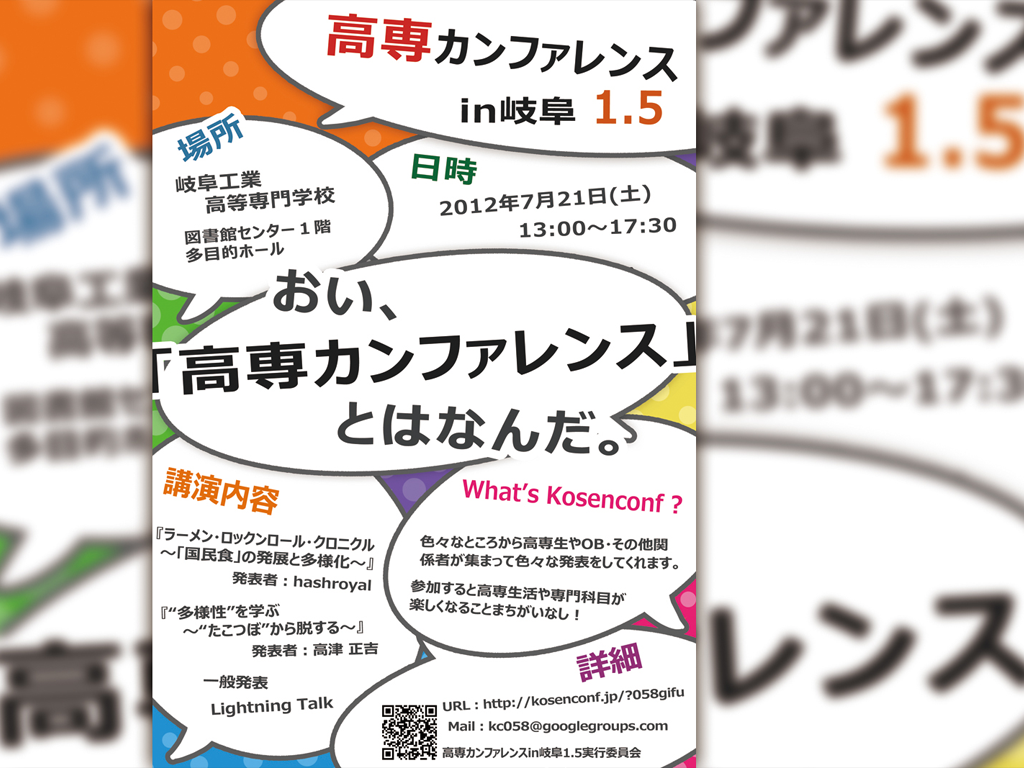 高専カンファレンス
in岐阜 1.5
場所
岐阜工業
高等専門学校
図書館センター1階
多目的ホール
日時
2012年7月21日(土)
13:00～17:30
おい、
「高専カンファレンス」
とはなんだ。
講演内容
『ラーメン・ロックンロール・クロニクル
～「国民食」の発展と多様化～』
発表者：hashroyal
『“多様性”を学ぶ
～“たこつぼ”から脱する～』
発表者：高津 正吉
一般発表
Lightning Talk
What's Kosenconf ?
色々なところから高専生やOB・その他関
係者が集まって色々な発表をしてくれます。
参加すると高専生活や専門科目が
楽しくなることまちがいなし！
詳細
URL：http://kosenconf.jp/?058gifu
Mail：kc058@googlegroups.com
高専カンファレンスin岐阜1.5実行委員会